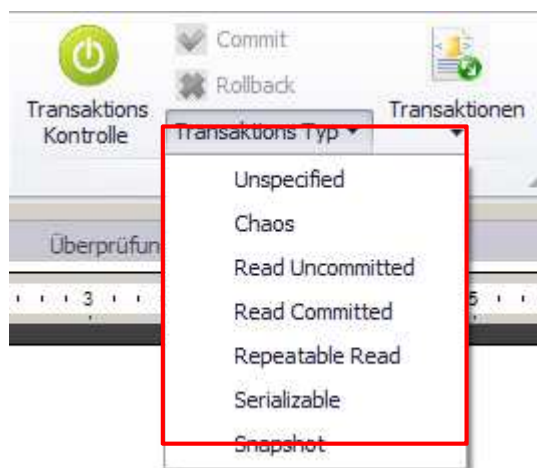 Commit
Rollback
Transaktions
Kontrolle
Transaktions Typ
Transaktionen
Unspecified
Chaos
Read Uncommitted
Read Committed
Repeatable Read
Serializable
Snapshot
Überprüfun
3
5